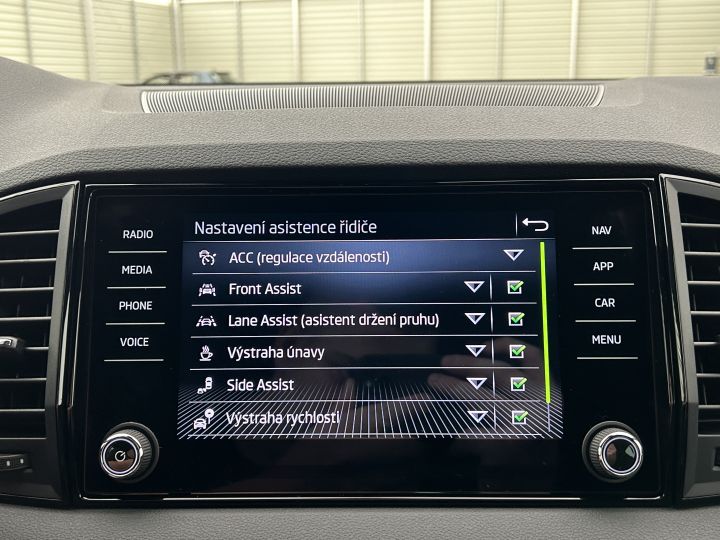 RADIO
MEDIA
PHONE
VOICE
Nastavení asistence řidiče
ACC (regulace vzdálenosti)
Front Assist
Lane Assist (asistent držení pruhu)
Výstraha únavy
Side Assist
Výstraha rychlosti
NAV
APP
CAR
MENU